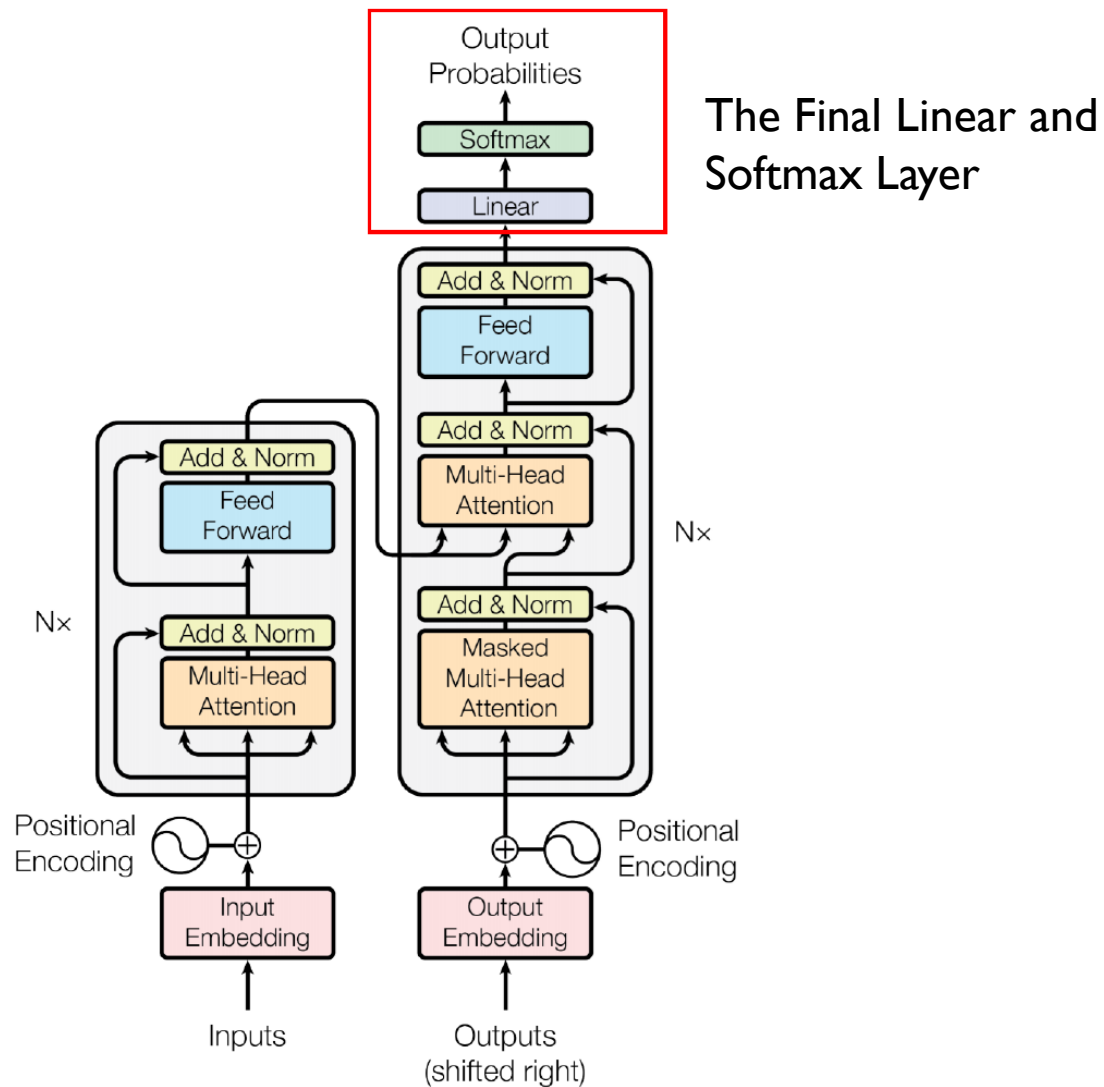 Output
Probabilities
Softmax
Linear
The Final Linear and
Softmax Layer
Add & Norm
Feed
Forward
Add & Norm
Multi-Head
Attention
Add & Norm
Masked
Multi-Head
Attention
N×
Add & Norm
Feed
Forward
Add & Norm
Multi-Head
Attention
N×
Positional
Encoding
Positional
Encoding
Input
Embedding
Output
Embedding
Inputs
Outputs
(shifted right)